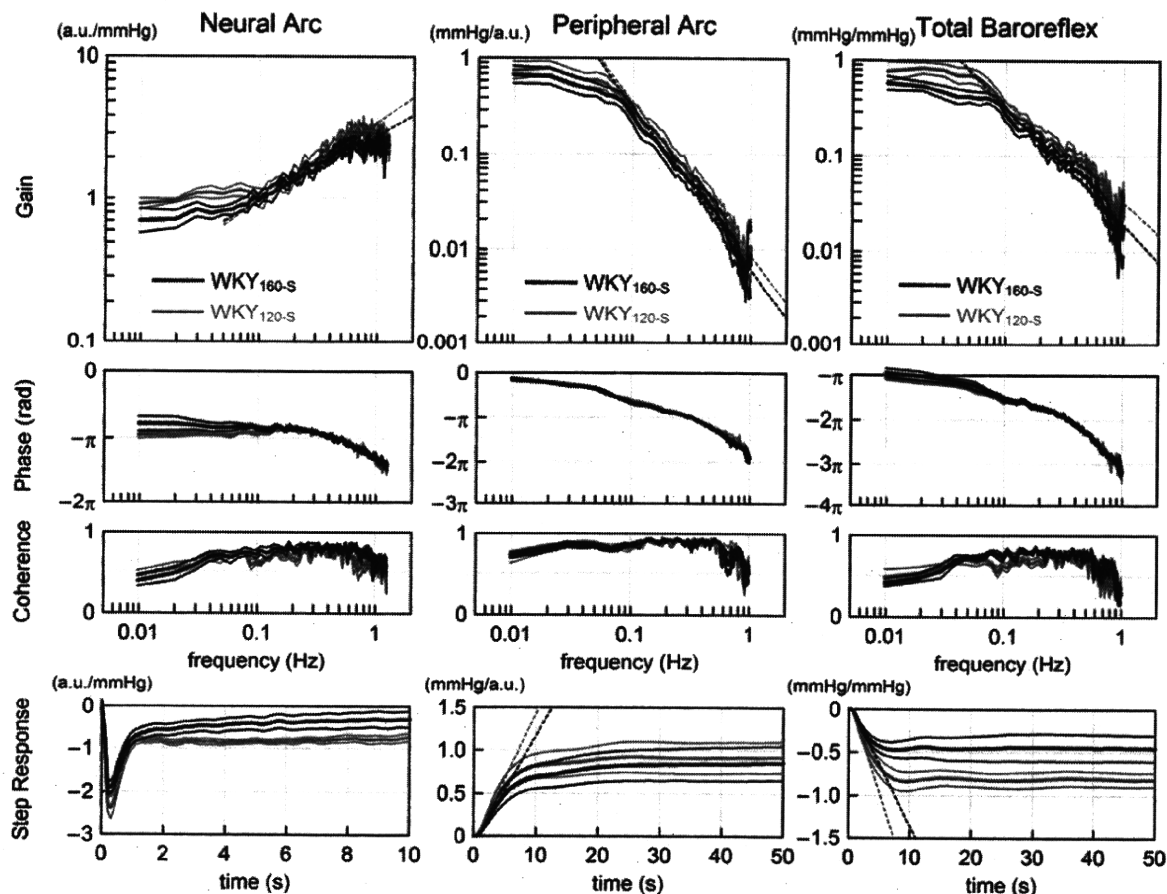 Neural Arc
Peripheral Arc
Total Baroreflex
(a.u./mmHg)
(mmHg/a.u.)
(mmHg/mmHg)
Gain
10
1
0.1
WKY160-S
WKY120-S
1
0.1
0.01
0.001
WKY160-S
WKY120-S
1
0.1
0.01
0.001
WKY160-S
WKY120-S
Phase (rad)
0
−π
−2π
0
−π
−2π
−3π
−π
−2π
−3π
−4π
Coherence
1
0
0.01 0.1 1
frequency (Hz)
1
0
0.01 0.1 1
frequency (Hz)
1
0
0.01 0.1 1
frequency (Hz)
Step Response
(a.u./mmHg)
0
−1
−2
−3
0 2 4 6 8 10
time (s)
(mmHg/a.u.)
1.5
1.0
0.5
0
0 10 20 30 40 50
time (s)
(mmHg/mmHg)
0
−0.5
−1.0
−1.5
0 10 20 30 40 50
time (s)